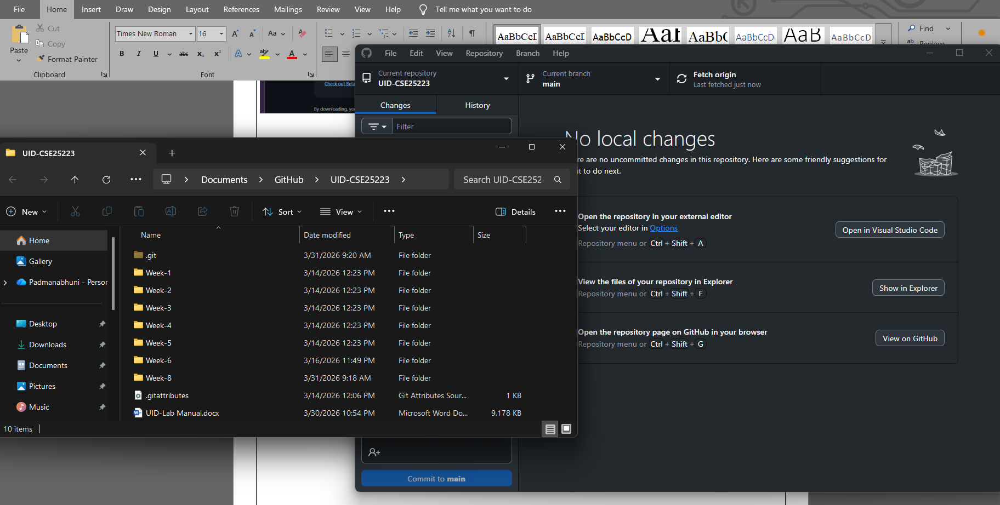 File Home Insert Draw Design Layout References Mailings Review View Help Tell me what you want to do
Paste
Cut
Copy
Format Painter
Clipboard
Times New Roman 16 Aa
B I U abc x₂ x² A A
Font
AaBbCcI AaBbCcI AaBbCcD AaI AaBbC AaBbCcD AaB AaBbCcD
Find
Replace
Check out Beta
By downloading, you
File Edit View Repository Branch Help
Current repository
UID-CSE25223
Current branch
main
Fetch origin
Last fetched just now
Changes History
Filter
No local changes
re are no uncommitted changes in this repository. Here are some friendly suggestions for
t to do next.
Open the repository in your external editor
Select your editor in Options
Repository menu or Ctrl + Shift + A
Open in Visual Studio Code
View the files of your repository in Explorer
Repository menu or Ctrl + Shift + F
Show in Explorer
Open the repository page on GitHub in your browser
Repository menu or Ctrl + Shift + G
View on GitHub
Commit to main
UID-CSE25223
Documents > GitHub > UID-CSE25223 >
Search UID-CSE252
New Sort View Details
Home
Gallery
Padmanabhuni - Persor
Desktop
Downloads
Documents
Pictures
Music
Name Date modified Type Size
.git 3/31/2026 9:20 AM File folder
Week-1 3/14/2026 12:23 PM File folder
Week-2 3/14/2026 12:23 PM File folder
Week-3 3/14/2026 12:23 PM File folder
Week-4 3/14/2026 12:23 PM File folder
Week-5 3/14/2026 12:23 PM File folder
Week-6 3/16/2026 11:49 PM File folder
Week-8 3/31/2026 9:18 AM File folder
.gitattributes 3/14/2026 12:06 PM Git Attributes Sour... 1 KB
UID-Lab Manual.docx 3/30/2026 10:54 PM Microsoft Word Do... 9,178 KB
10 items